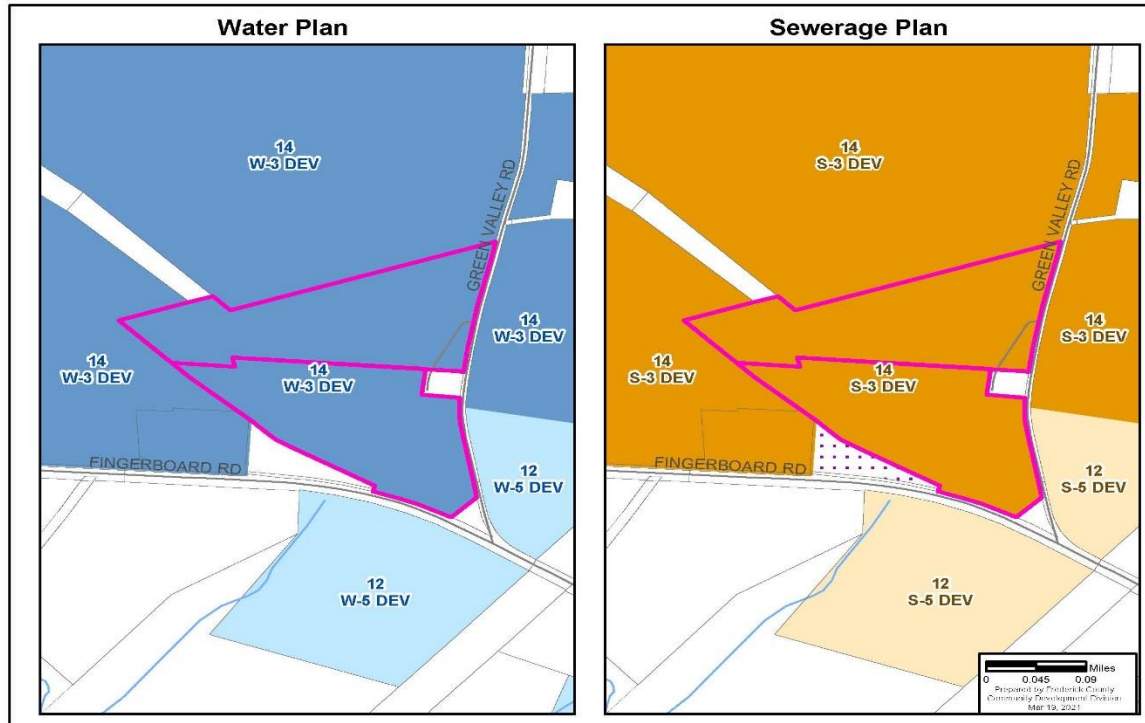 Water Plan
14
W-3 DEV
GREEN VALLEY RD
14
W-3 DEV
14
W-3 DEV
14
W-3 DEV
FINGERBOARD RD
12
W-5 DEV
12
W-5 DEV
Sewerage Plan
14
S-3 DEV
GREEN VALLEY RD
14
S-3 DEV
14
S-3 DEV
14
S-3 DEV
FINGERBOARD RD
12
S-5 DEV
12
S-5 DEV
Miles
0 0.045 0.09
Prepared by Frederick County
Community Development Division
Mar 19, 2021